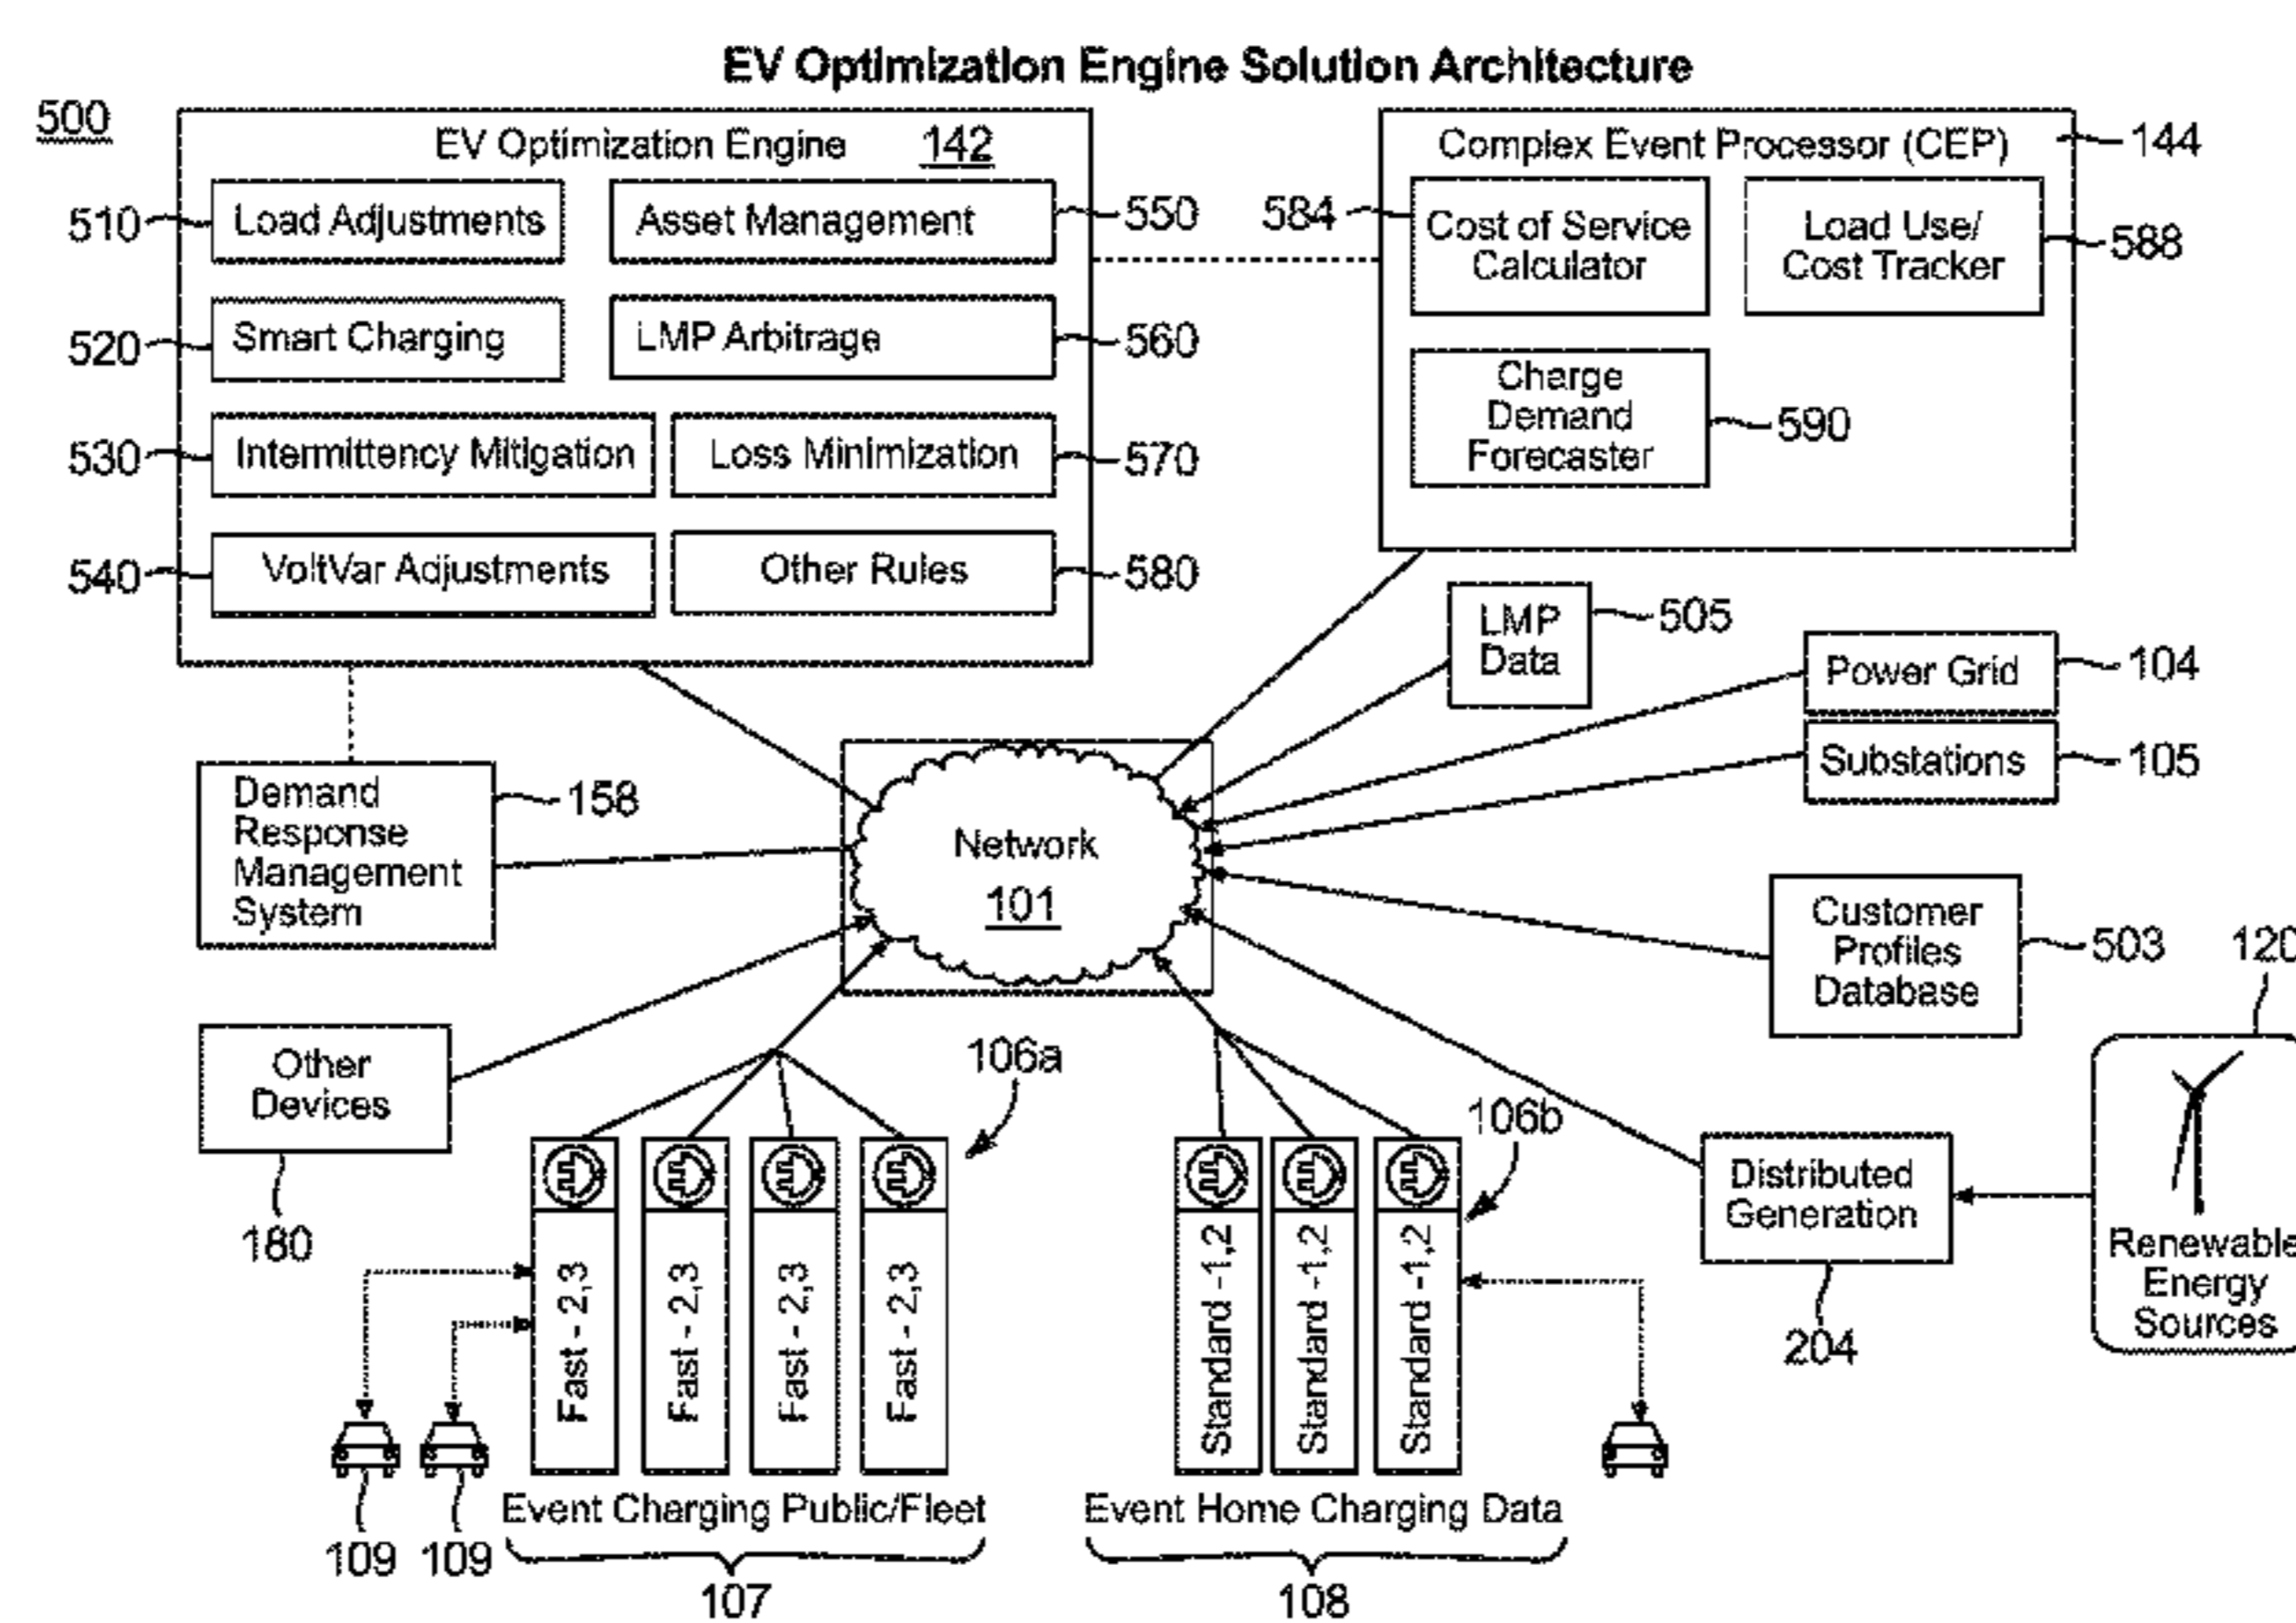 EV Optimization Engine Solution Architecture
500
EV Optimization Engine 142
510 Load Adjustments
Asset Management 550
520 Smart Charging
LMP Arbitrage 560
530 Intermittency Mitigation
Loss Minimization 570
540 VoltVar Adjustments
Other Rules 580
Complex Event Processor (CEP) 144
584 Cost of Service
Calculator
Load Use/
Cost Tracker 588
Charge
Demand
Forecaster
590
LMP
Data
505
Power Grid 104
Substations 105
Demand
Response
Management
System
158
Network
101
Customer
Profiles
Database
503
120
Other
Devices
180
106a
106b
Fast - 2,3
Fast - 2,3
Fast - 2,3
Fast - 2,3
Standard -1,2
Standard -1,2
Standard -1,2
Distributed
Generation
204
Renewable
Energy
Sources
109 109
Event Charging Public/Fleet
107
Event Home Charging Data
108